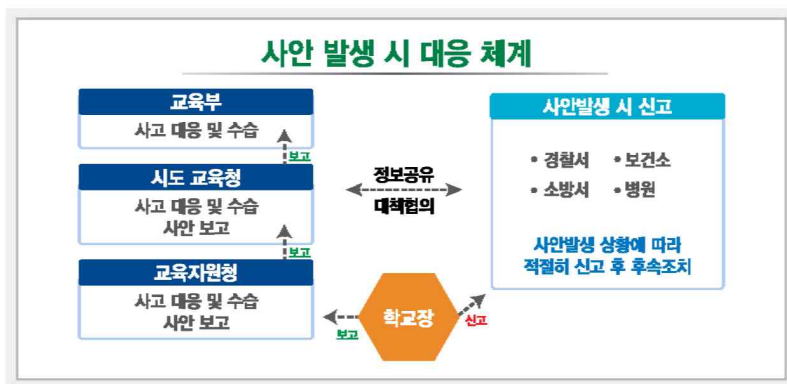 사안 발생 시 대응 체계
교육부
사고 대응 및 수습
보고
시도 교육청
사고 대응 및 수습
사안 보고
보고
교육지원청
사고 대응 및 수습
사안 보고
보고
학교장
신고
정보공유
대책협의
사안발생 시 신고
• 경찰서 • 보건소
• 소방서 • 병원
사안발생 상황에 따라
적절히 신고 후 후속조치